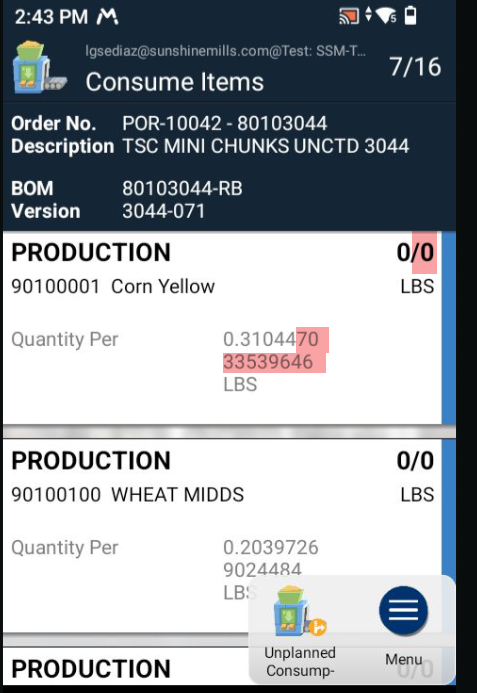 2:43 PM
5
lgsediaz@sunshinemills.com@Test: SSM-T...
Consume Items
7/16
Order No. POR-10042 - 80103044
Description TSC MINI CHUNKS UNCTD 3044
BOM 80103044-RB
Version 3044-071
PRODUCTION 0/0
90100001 Corn Yellow LBS
Quantity Per 0.3104470
33539646
LBS
PRODUCTION 0/0
90100100 WHEAT MIDDS LBS
Quantity Per 0.2039726
9024484
LBS
Unplanned
Consump-
Menu
PRODUCTION 0/0